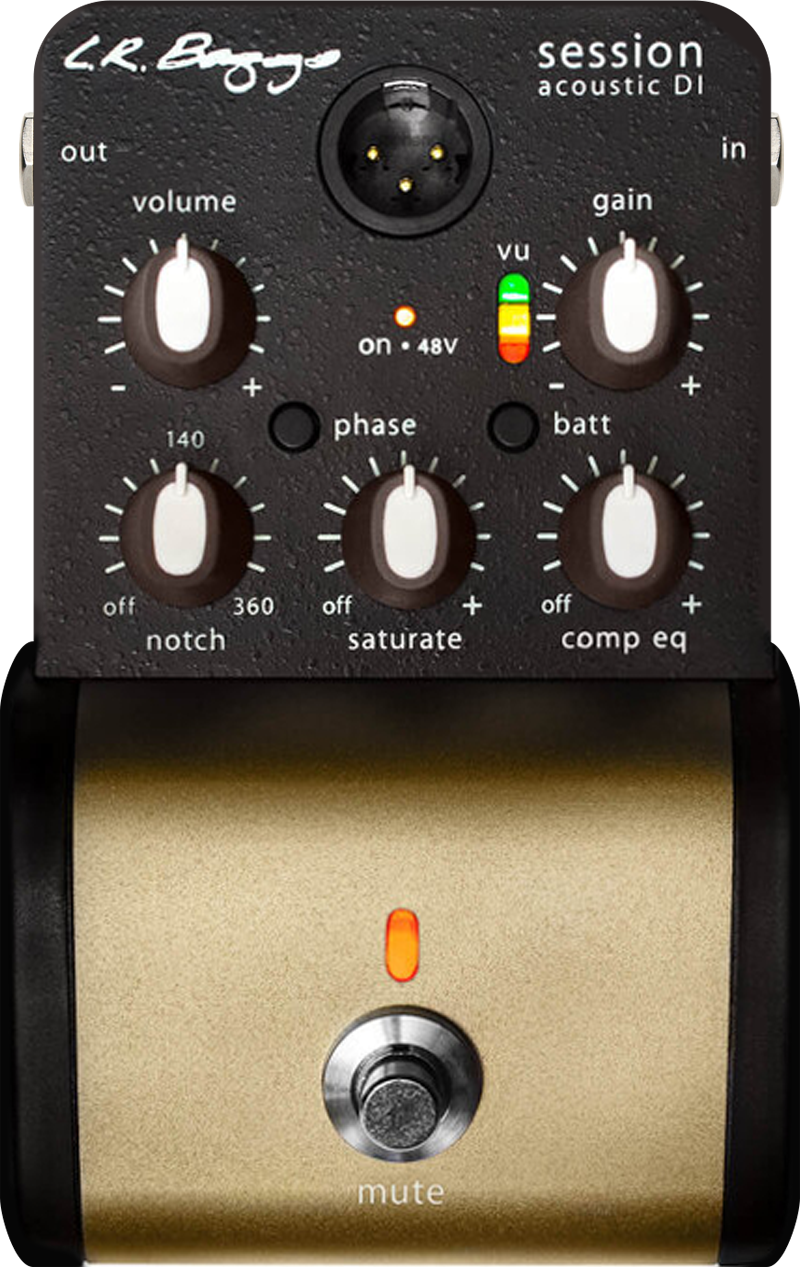 L.R. Baggs
session
acoustic DI
out
in
volume
gain
vu
on • 48V
- +
- +
phase
batt
140
off 360
off +
off +
notch
saturate
comp eq
mute